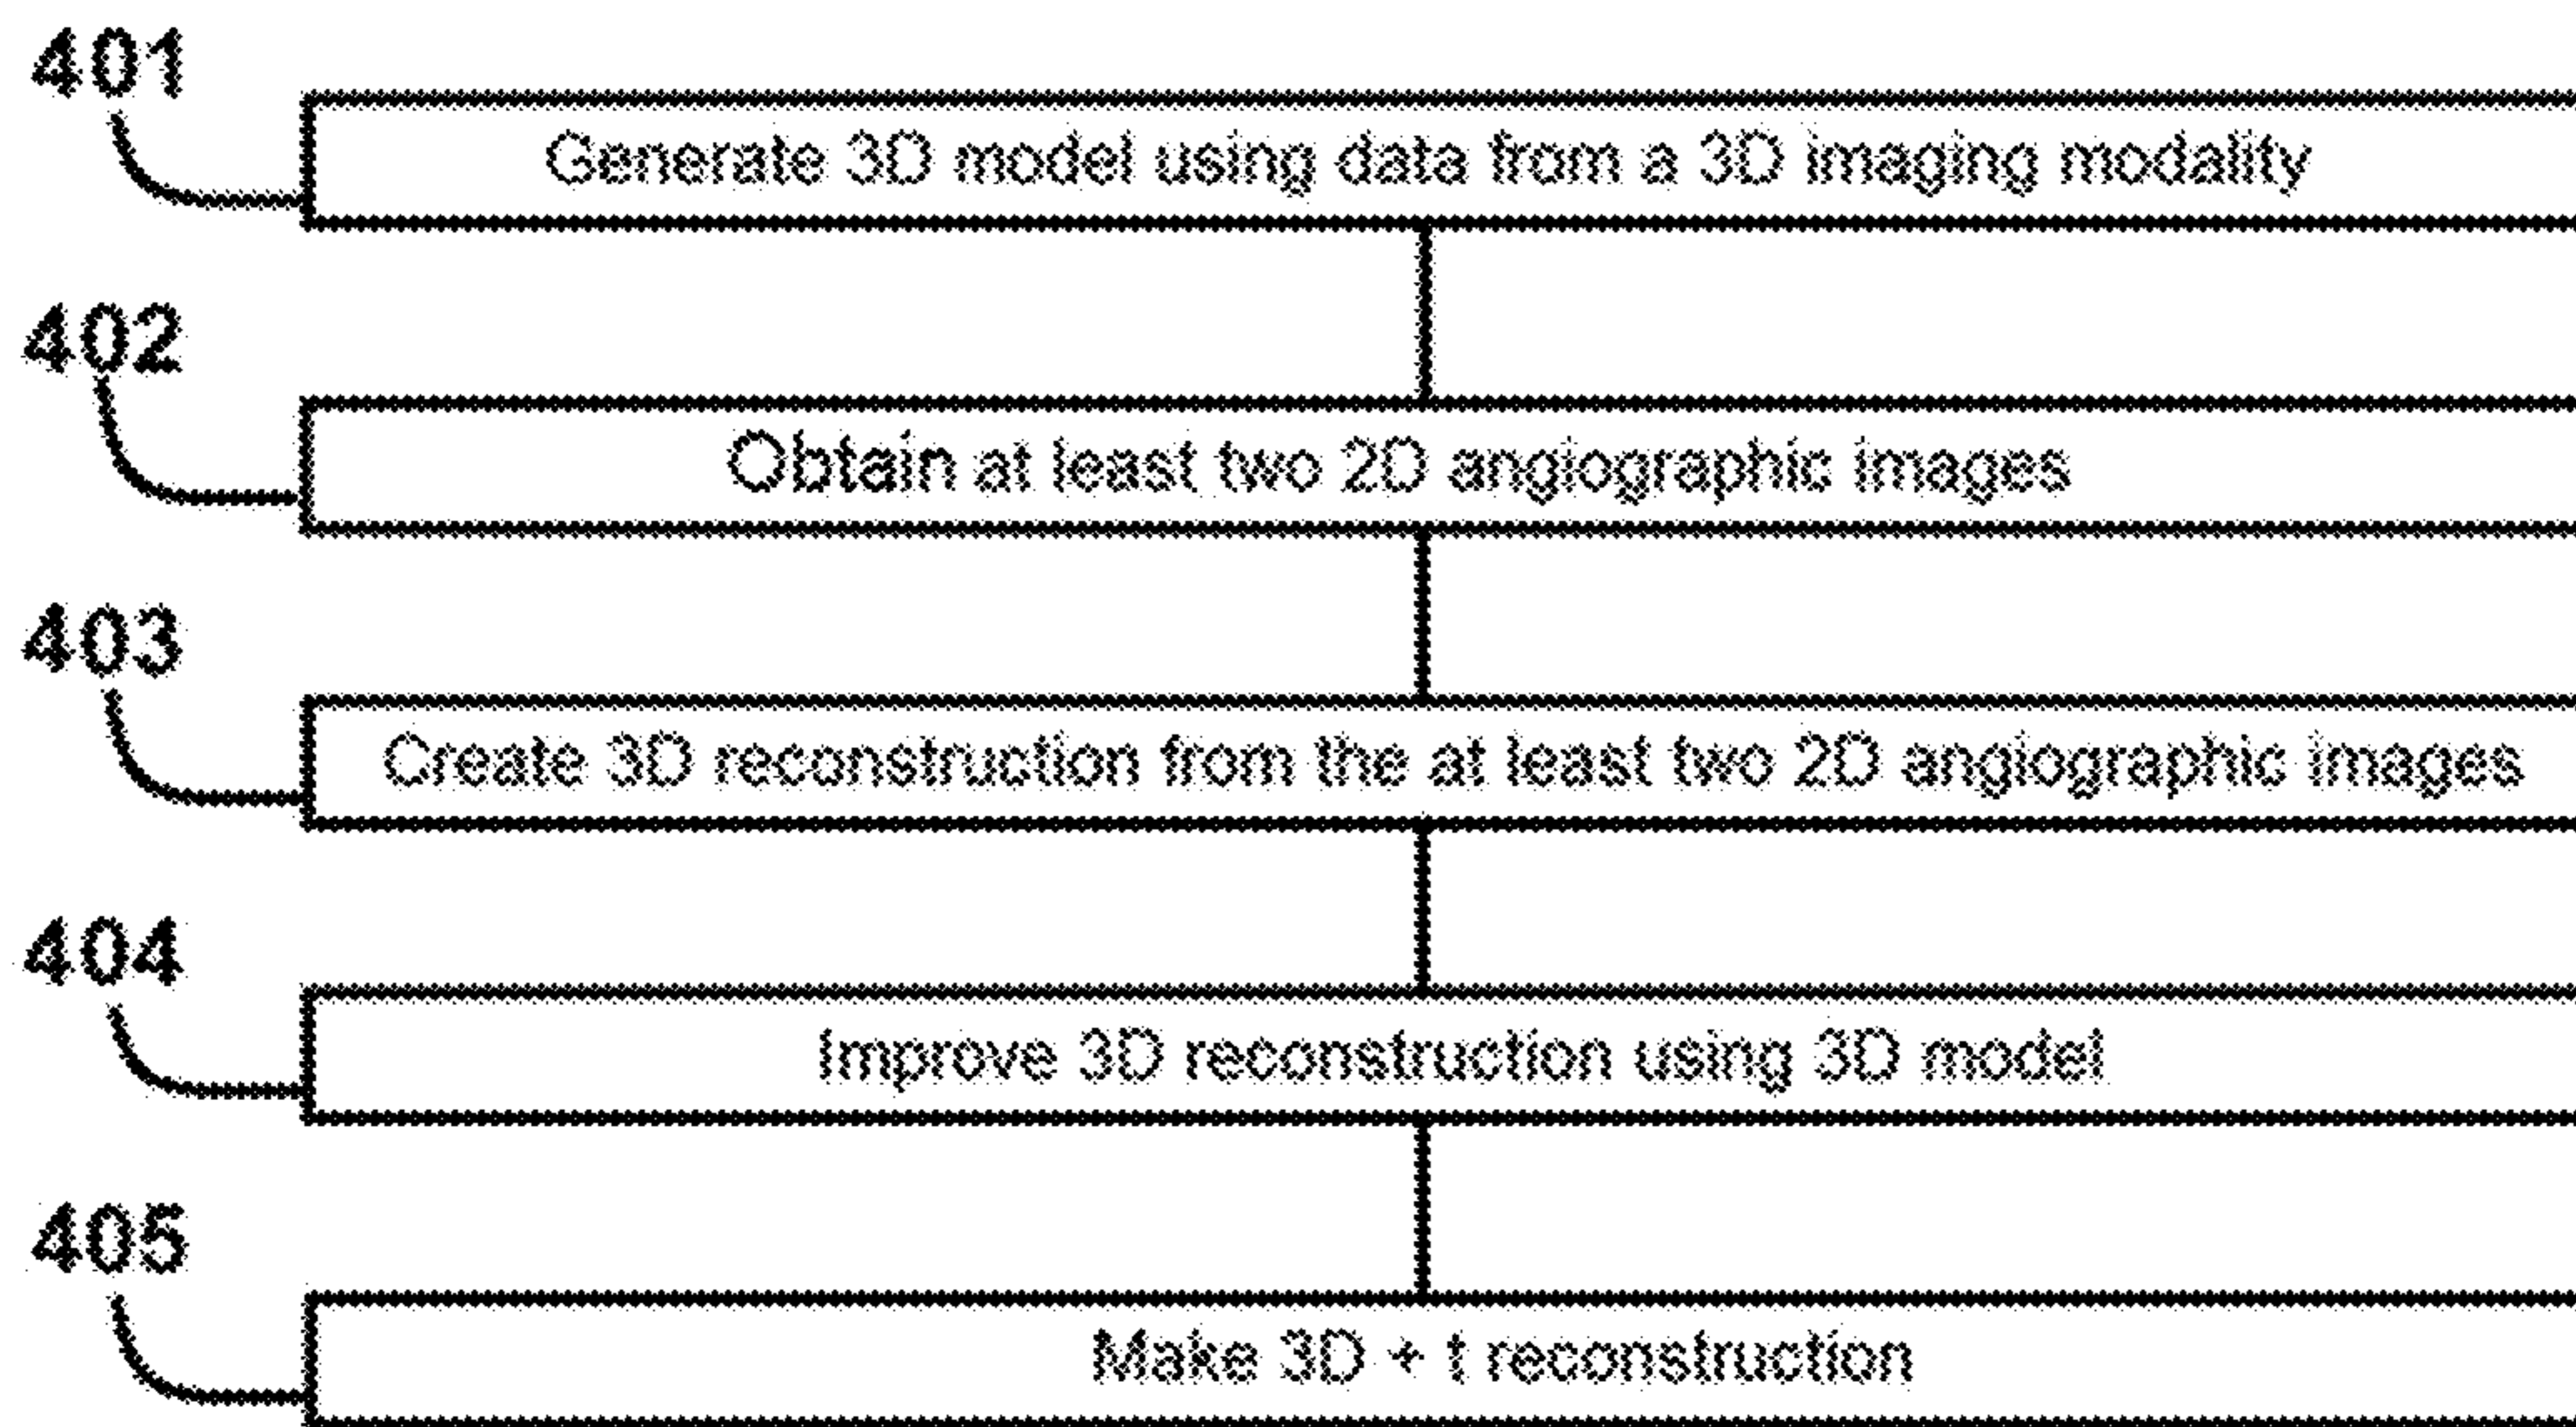 401
Generate 3D model using data from a 3D imaging modality
402
Obtain at least two 2D angiographic images
403
Create 3D reconstruction from the at least two 2D angiographic images
404
Improve 3D reconstruction using 3D model
405
Make 3D + t reconstruction